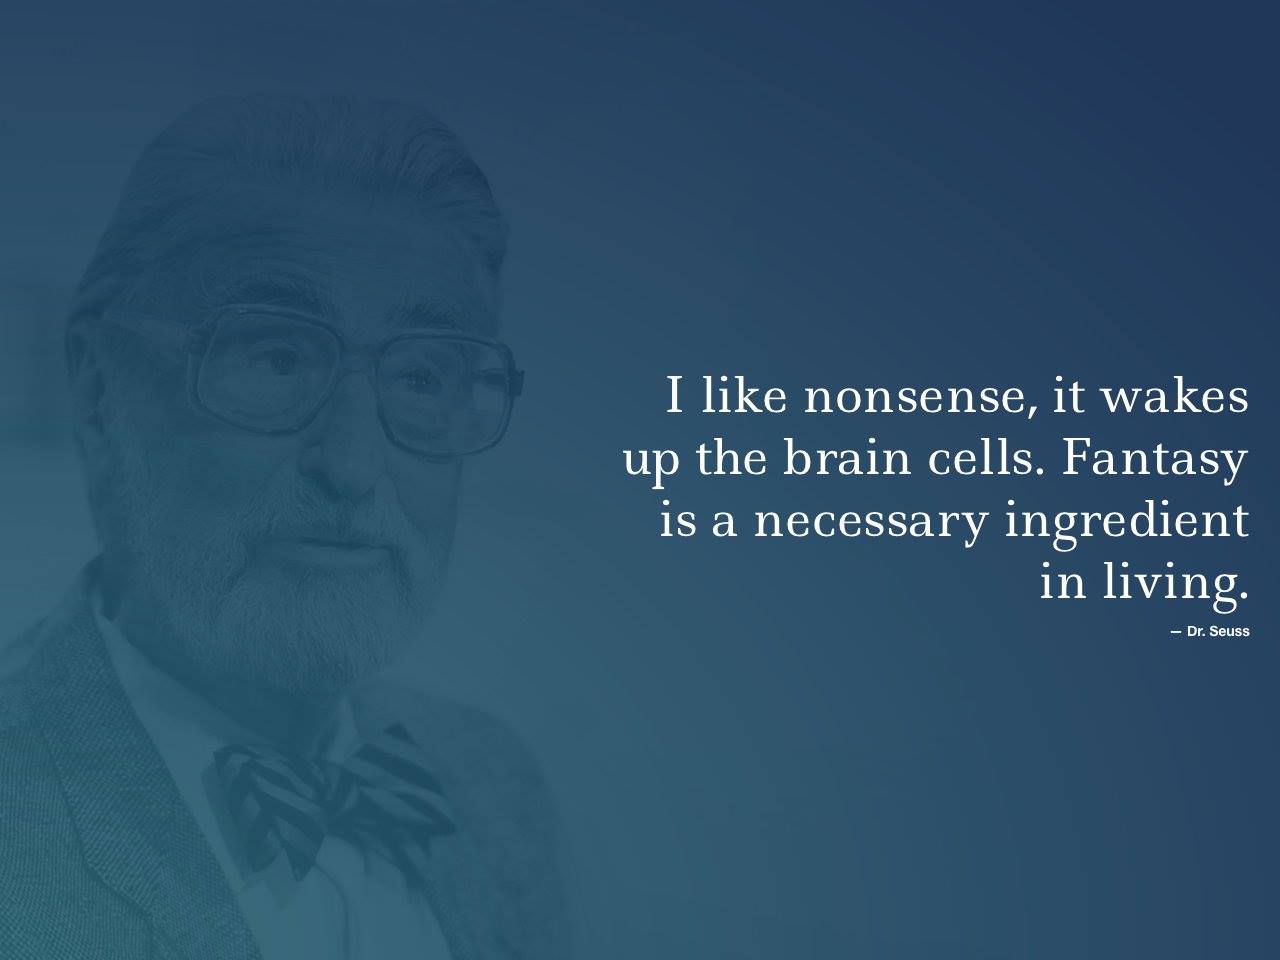 I like nonsense, it wakes
up the brain cells. Fantasy
is a necessary ingredient
in living.
— Dr. Seuss